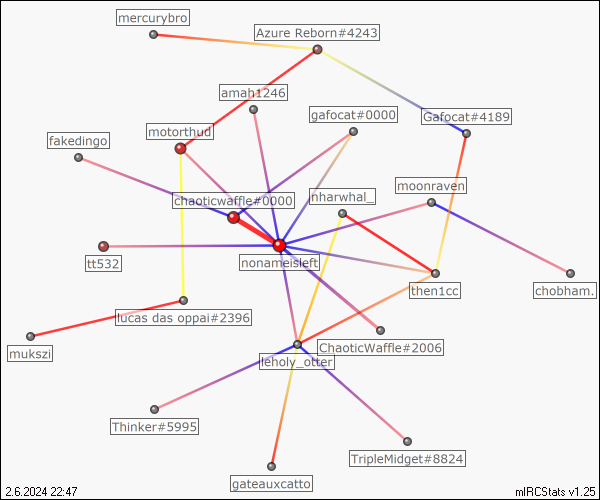 mercurybro
Azure Reborn#4243
amah1246
gafocat#0000
Gafocat#4189
motorthud
fakedingo
moonraven
chaoticwaffle#0000
nharwhal_
tt532
nonameisleft
then1cc
chobham.
lucas das oppai#2396
mukszi
ChaoticWaffle#2006
leholy_otter
Thinker#5995
TripleMidget#8824
gateauxcatto
2.6.2024 22:47
mIRCStats v1.25